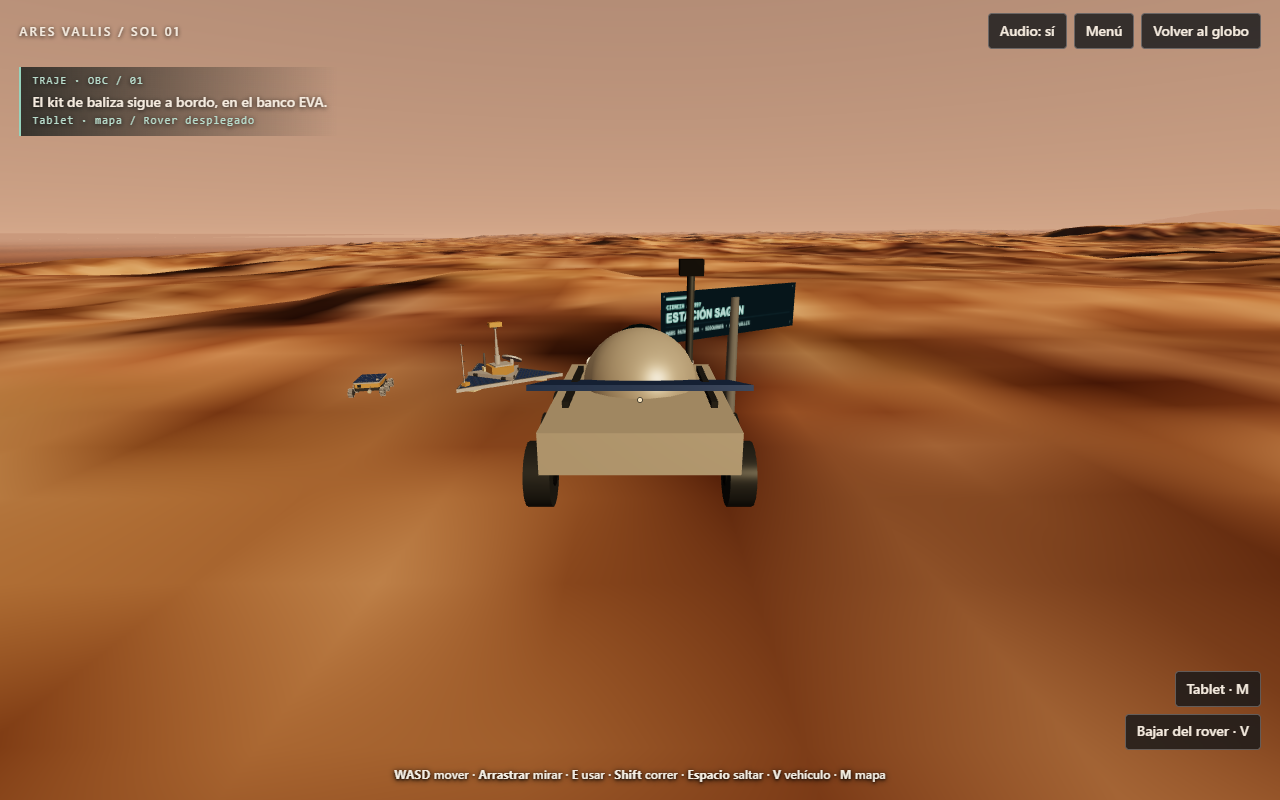 ARES VALLIS / SOL 01
Audio: sí
Menú
Volver al globo
TRAJE · OBC / 01
El kit de baliza sigue a bordo, en el banco EVA.
Tablet · mapa / Rover desplegado
Tablet · M
Bajar del rover · V
WASD mover · Arrastrar mirar · E usar · Shift correr · Espacio saltar · V vehículo · M mapa